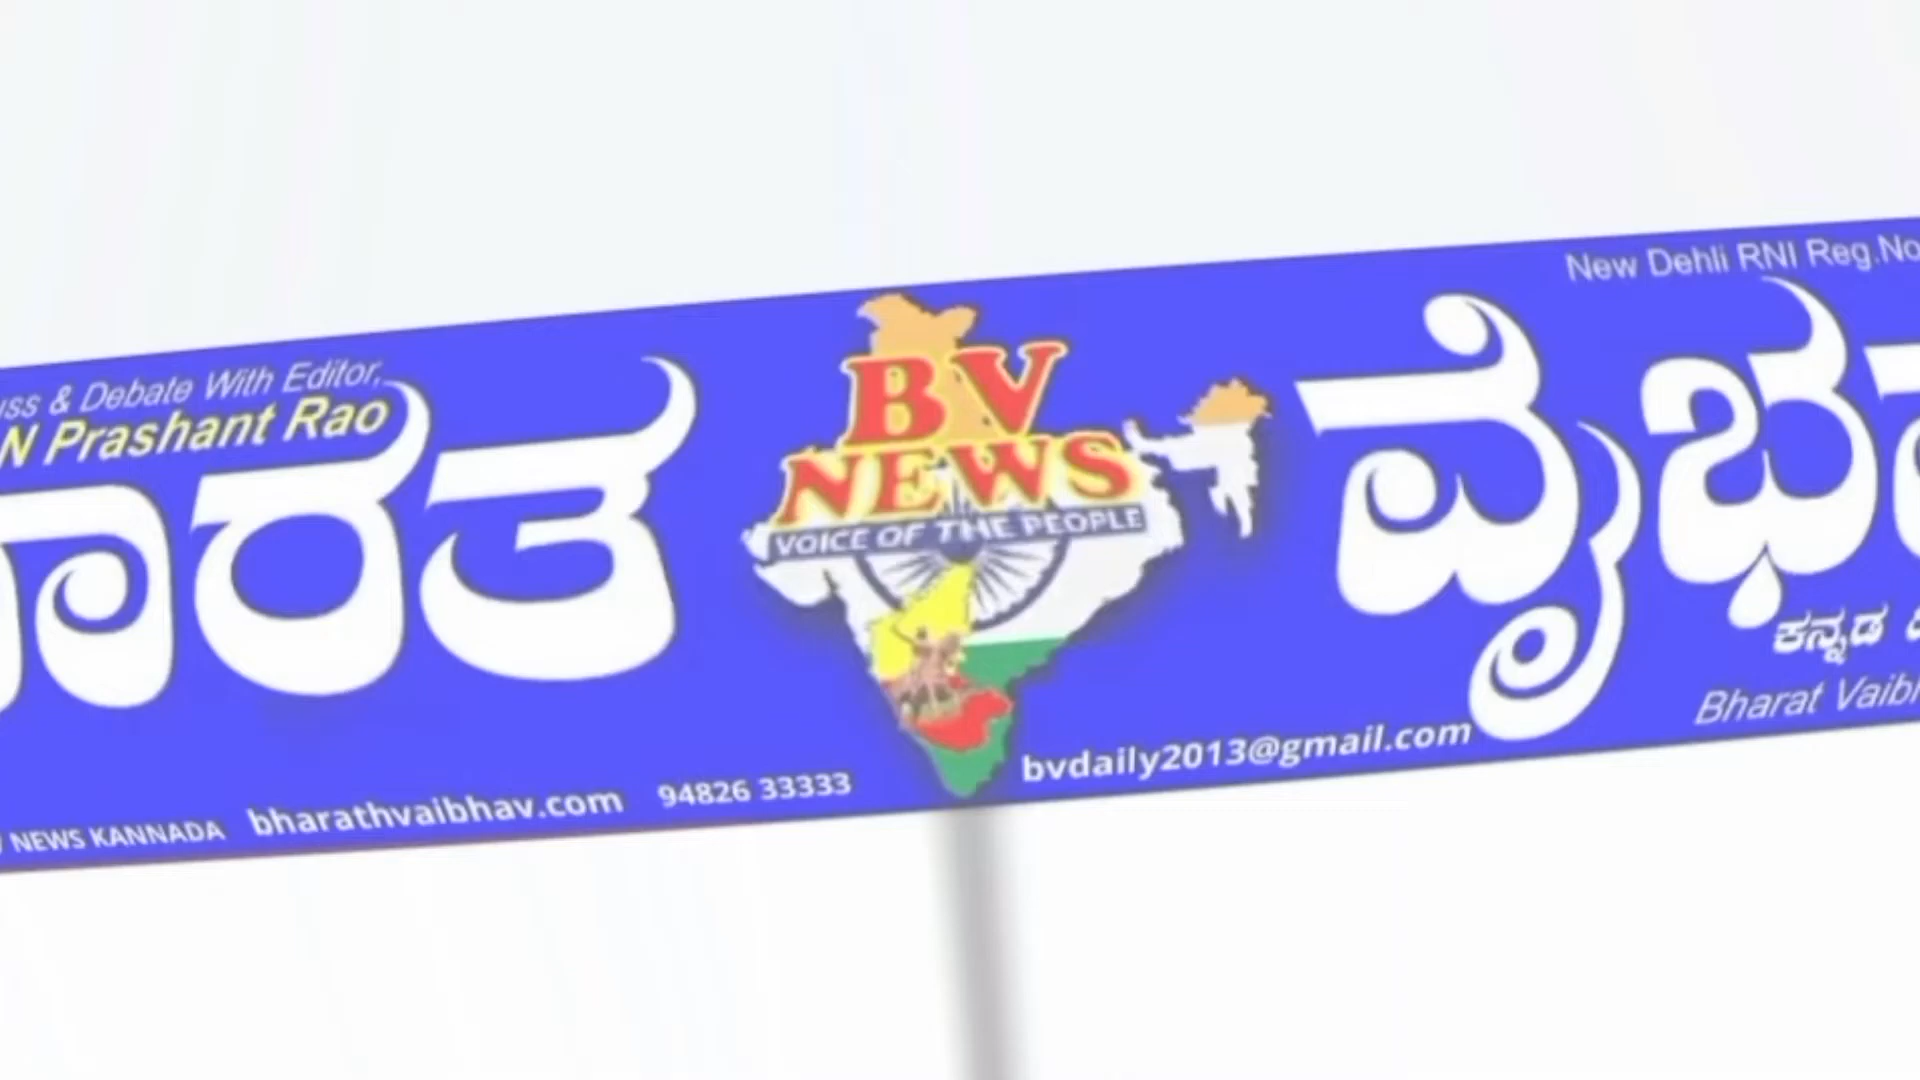 & Debate With Editor,
N Prashant Rao
ಭಾರತ
BV
NEWS
VOICE OF THE PEOPLE
New Dehli RNI Reg.No
ವೈಭ
ಕನ್ನಡ
Bharat
NEWS KANNADA bharathvaibhav.com 94826 33333
bvdaily2013@gmail.com